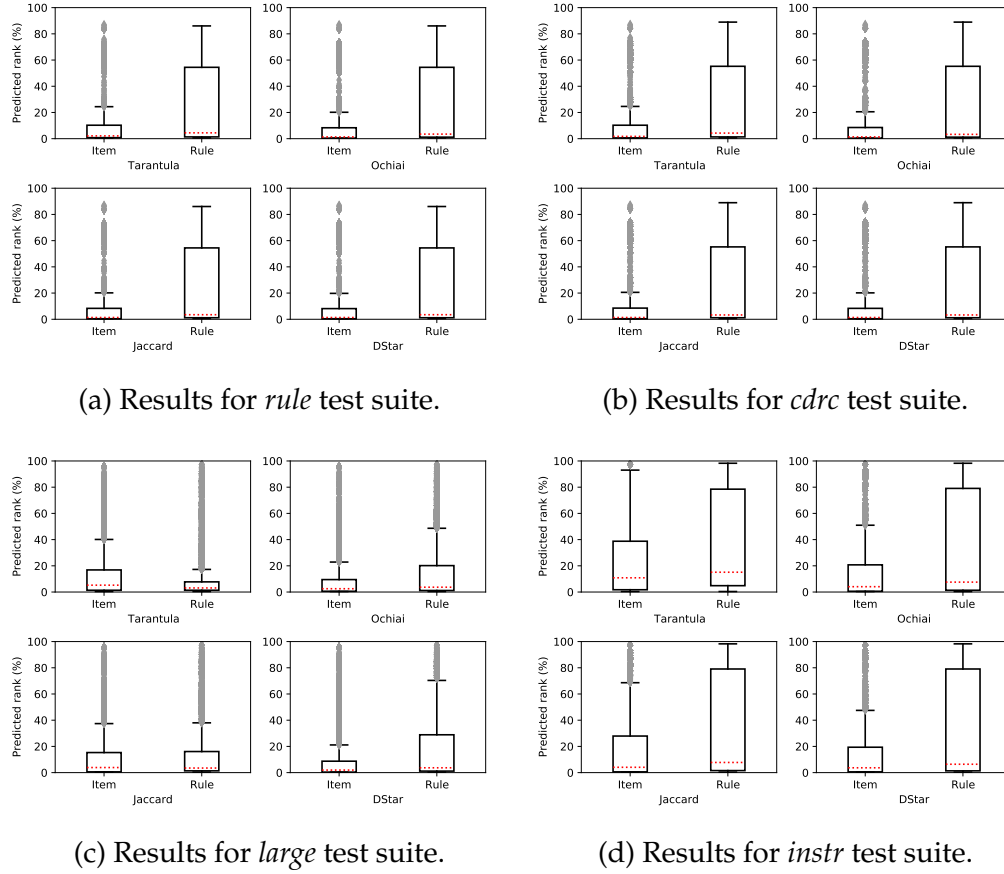 100
80
60
40
20
0
Predicted rank (%)
Item Rule
Tarantula
100
80
60
40
20
0
Item Rule
Ochiai
100
80
60
40
20
0
Predicted rank (%)
Item Rule
Tarantula
100
80
60
40
20
0
Item Rule
Ochiai
100
80
60
40
20
0
Predicted rank (%)
Item Rule
Jaccard
100
80
60
40
20
0
Item Rule
DStar
100
80
60
40
20
0
Predicted rank (%)
Item Rule
Jaccard
100
80
60
40
20
0
Item Rule
DStar
(a) Results for rule test suite.
(b) Results for cdrc test suite.
100
80
60
40
20
0
Predicted rank (%)
Item Rule
Tarantula
100
80
60
40
20
0
Item Rule
Ochiai
100
80
60
40
20
0
Predicted rank (%)
Item Rule
Tarantula
100
80
60
40
20
0
Item Rule
Ochiai
100
80
60
40
20
0
Predicted rank (%)
Item Rule
Jaccard
100
80
60
40
20
0
Item Rule
DStar
100
80
60
40
20
0
Predicted rank (%)
Item Rule
Jaccard
100
80
60
40
20
0
Item Rule
DStar
(c) Results for large test suite.
(d) Results for instr test suite.